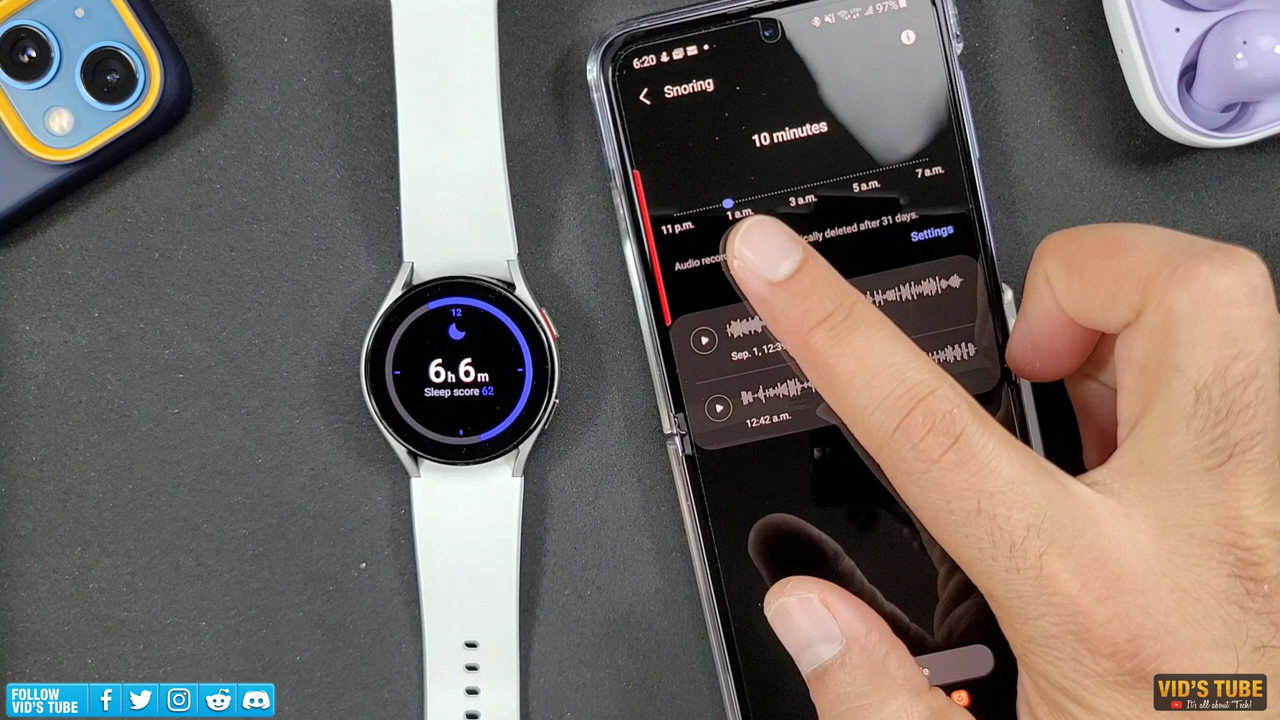 6:20
97%
Snoring
10 minutes
11 p.m.
1 a.m.
3 a.m.
5 a.m.
7 a.m.
Audio recor
ically deleted after 31 days.
Settings
Sep. 1, 12:3
12:42 a.m.
12
6h 6m
Sleep score 62
FOLLOW
VID'S TUBE
VID'S TUBE
It's all about "Tech!"